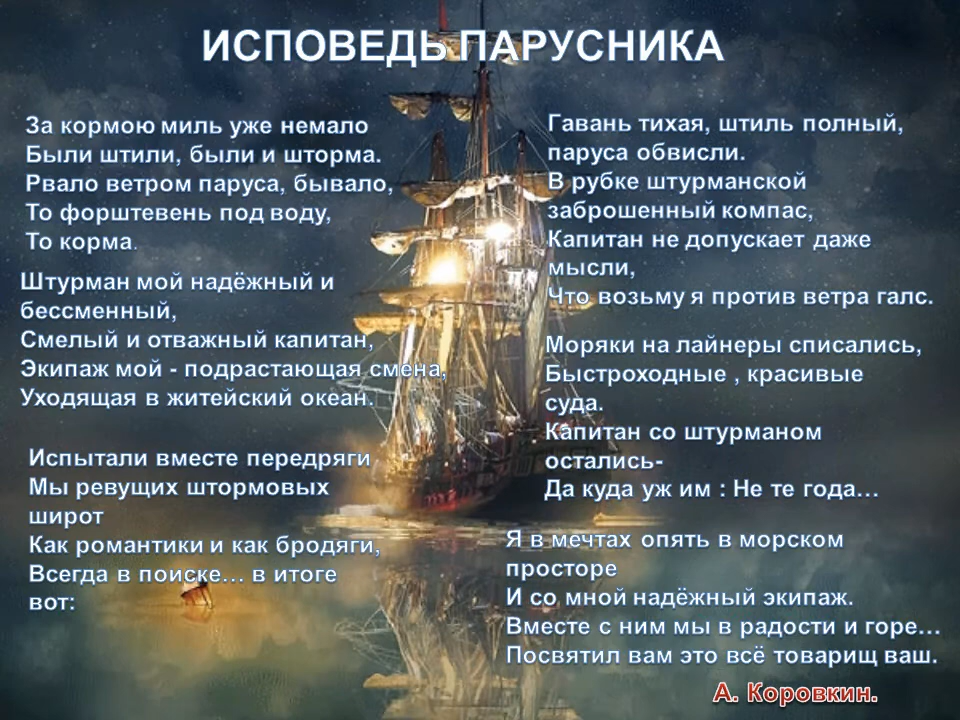 ИСПОВЕДЬ ПАРУСНИКА
За кормою миль уже немало
Были штили, были и шторма.
Рвало ветром паруса, бывало,
То форштевень под воду,
То корма.
Штурман мой надёжный и
бессменный,
Смелый и отважный капитан,
Экипаж мой - подрастающая смена,
Уходящая в житейский океан.
Испытали вместе передряги
Мы ревущих штормовых
широт
Как романтики и как бродяги,
Всегда в поиске... в итоге
вот:
Гавань тихая, штиль полный,
паруса обвисли.
В рубке штурманской
заброшенный компас,
Капитан не допускает даже
мысли,
Что возьму я против ветра галс.
Моряки на лайнеры списались,
Быстроходные , красивые
суда.
Капитан со штурманом
остались-
Да куда уж им : Не те года...
Я в мечтах опять в морском
просторе
И со мной надёжный экипаж.
Вместе с ним мы в радости и горе...
Посвятил вам это всё товарищ ваш.
А. Коровкин.